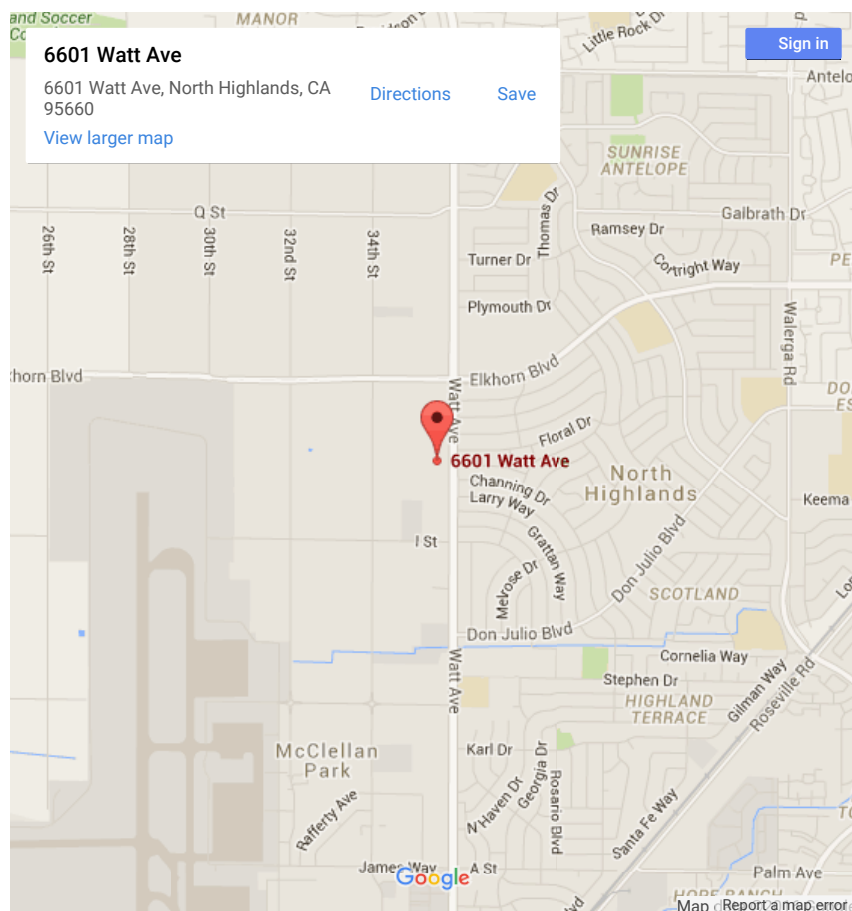 and Soccer
MANOR
Little Rock Dr
6601 Watt Ave
Sign in
6601 Watt Ave, North Highlands, CA
95660
Directions
Save
View larger map
SUNRISE
ANTELOPE
Q St
Thomas Dr
Galbrath Dr
Ramsey Dr
26th St
28th St
30th St
32nd St
34th St
Turner Dr
Cortright Way
Plymouth Dr
Walerga Rd
Elkhorn Blvd
Watt Ave
Floral Dr
6601 Watt Ave
North
Highlands
Channing Dr
Larry Way
Keema
I St
Grattan Way
Melrose Dr
Don Julio Blvd
SCOTLAND
Don Julio Blvd
Watt Ave
Cornelia Way
Stephen Dr
Gilman Way
Roseville Rd
HIGHLAND
TERRACE
McClellan
Park
Karl Dr
Georgia Dr
N Haven Dr
Rosario Blvd
Rafferty Ave
Santa Fe Way
James Way
A St
Google
Palm Ave
Map
Report a map error